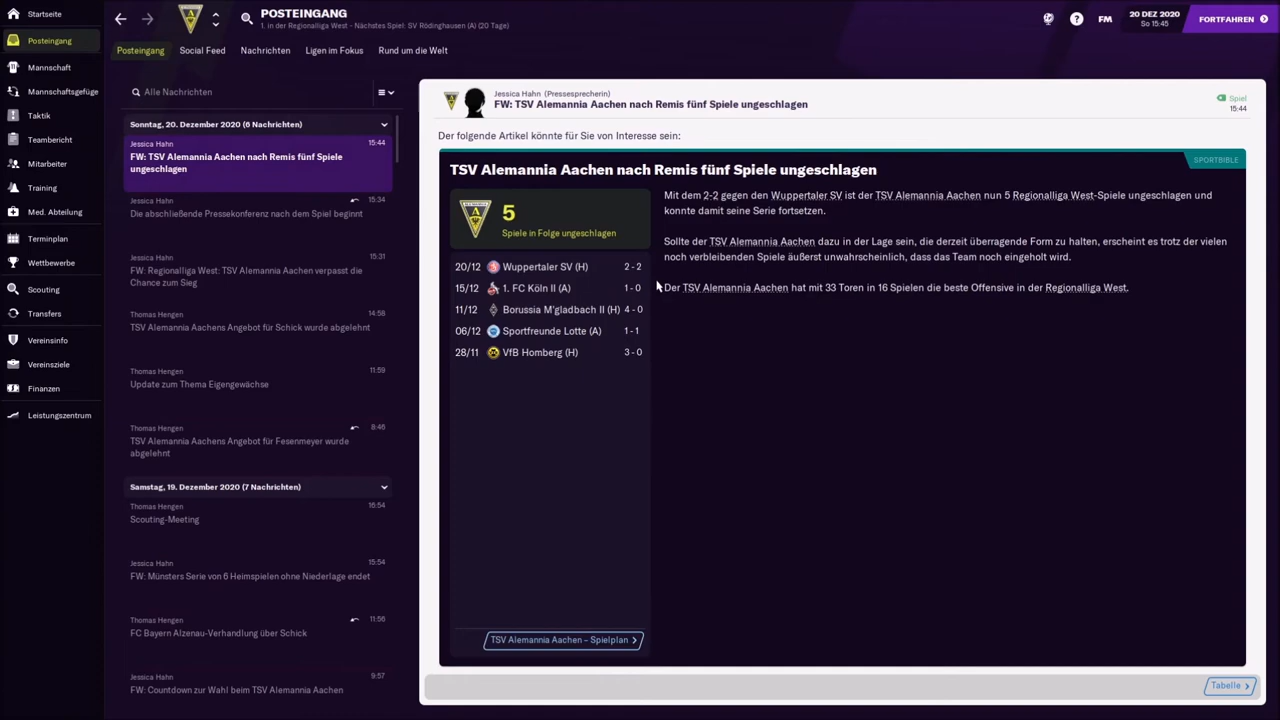 Startseite
Posteingang
Mannschaft
Mannschaftsgefüge
Taktik
Teambericht
Mitarbeiter
Training
Med. Abteilung
Terminplan
Wettbewerbe
Scouting
Transfers
Vereinsinfo
Vereinsziele
Finanzen
Leistungszentrum
POSTEINGANG
1. in der Regionalliga West - Nächstes Spiel: SV Rödinghausen (A) (20 Tage)
FM
20 DEZ 2020
So 15:45
FORTFAHREN
Posteingang Social Feed Nachrichten Ligen im Fokus Rund um die Welt
Alle Nachrichten
Sonntag, 20. Dezember 2020 (6 Nachrichten)
Jessica Hahn 15:44
FW: TSV Alemannia Aachen nach Remis fünf Spiele
ungeschlagen
Jessica Hahn 15:34
Die abschließende Pressekonferenz nach dem Spiel beginnt
Jessica Hahn 15:31
FW: Regionalliga West: TSV Alemannia Aachen verpasst die
Chance zum Sieg
Thomas Hengen 14:58
TSV Alemannia Aachens Angebot für Schick wurde abgelehnt
Thomas Hengen 11:59
Update zum Thema Eigengewächse
Thomas Hengen 8:46
TSV Alemannia Aachens Angebot für Fesenmeyer wurde
abgelehnt
Samstag, 19. Dezember 2020 (7 Nachrichten)
Thomas Hengen 16:54
Scouting-Meeting
Jessica Hahn 15:54
FW: Münsters Serie von 6 Heimspielen ohne Niederlage endet
Thomas Hengen 11:56
FC Bayern Alzenau-Verhandlung über Schick
Jessica Hahn 9:57
FW: Countdown zur Wahl beim TSV Alemannia Aachen
Jessica Hahn (Pressesprecherin)
FW: TSV Alemannia Aachen nach Remis fünf Spiele ungeschlagen
Spiel
15:44
Der folgende Artikel könnte für Sie von Interesse sein:
SPORTBIBLE
TSV Alemannia Aachen nach Remis fünf Spiele ungeschlagen
5
Spiele in Folge ungeschlagen
20/12 Wuppertaler SV (H) 2 - 2
15/12 1. FC Köln II (A) 1 - 0
11/12 Borussia M'gladbach II (H) 4 - 0
06/12 Sportfreunde Lotte (A) 1 - 1
28/11 VfB Homberg (H) 3 - 0
TSV Alemannia Aachen – Spielplan
Mit dem 2-2 gegen den Wuppertaler SV ist der TSV Alemannia Aachen nun 5 Regionalliga West-Spiele ungeschlagen und
konnte damit seine Serie fortsetzen.
Sollte der TSV Alemannia Aachen dazu in der Lage sein, die derzeit überragende Form zu halten, erscheint es trotz der vielen
noch verbleibenden Spiele äußerst unwahrscheinlich, dass das Team noch eingeholt wird.
Der TSV Alemannia Aachen hat mit 33 Toren in 16 Spielen die beste Offensive in der Regionalliga West.
Tabelle